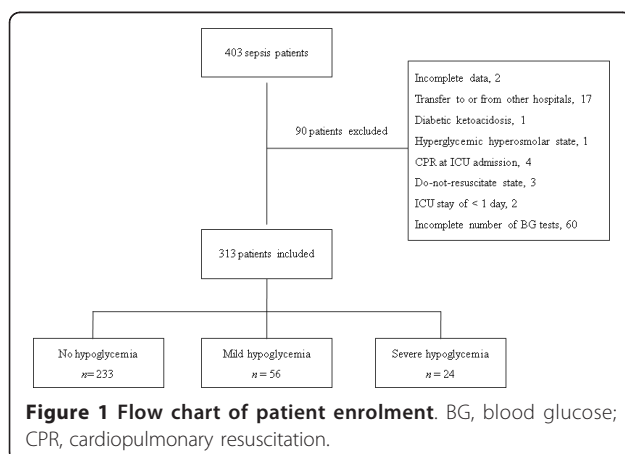 403 sepsis patients
90 patients excluded
Incomplete data, 2
Transfer to or from other hospitals, 17
Diabetic ketoacidosis, 1
Hyperglycemic hyperosmolar state, 1
CPR at ICU admission, 4
Do-not-resuscitate state, 3
ICU stay of < 1 day, 2
Incomplete number of BG tests, 60
313 patients included
No hypoglycemia
n=233
Mild hypoglycemia
n = 56
Severe hypoglycemia
n = 24
Figure 1 Flow chart of patient enrolment. BG, blood glucose;
CPR, cardiopulmonary resuscitation.